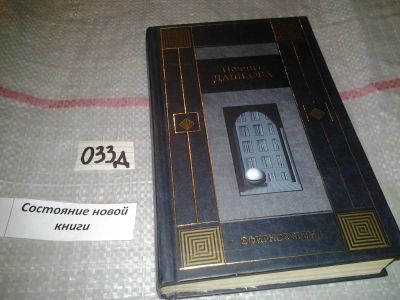 Полина
ДАШКОВА
033д
Состояние новой
книги